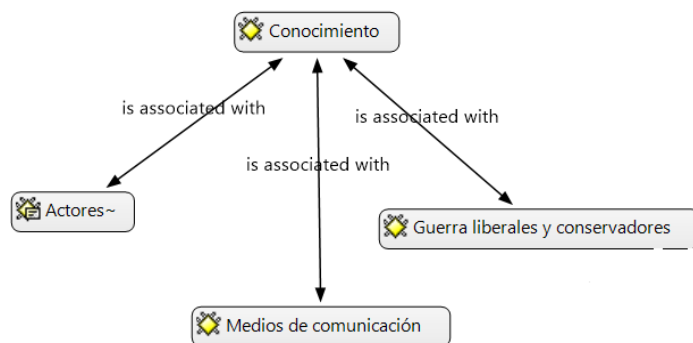 Conocimiento
is associated with
is associated with
is associated with
Actores~
Guerra liberales y conservadores
Medios de comunicación